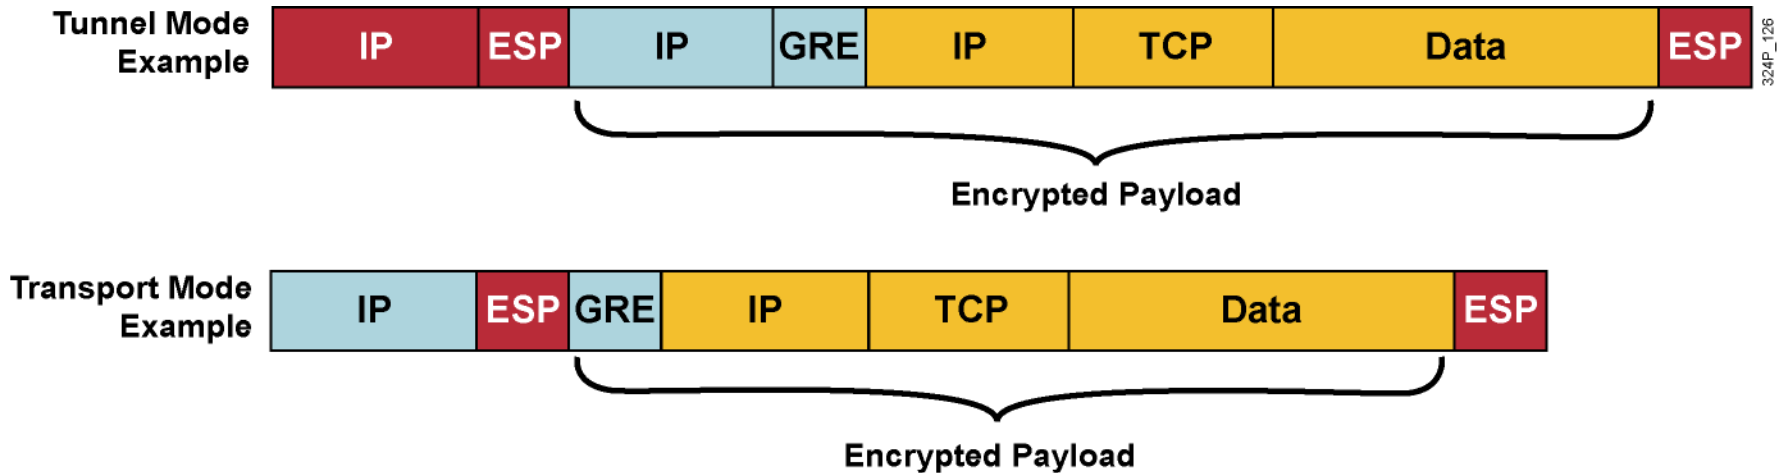 Tunnel Mode
Example
IP ESP IP GRE IP TCP Data ESP
324P_126
Encrypted Payload
Transport Mode
Example
IP ESP GRE IP TCP Data ESP
Encrypted Payload